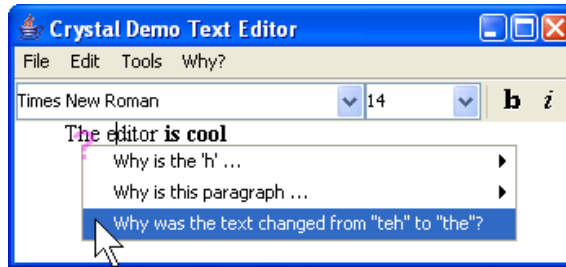 Crystal Demo Text Editor
File Edit Tools Why?
Times New Roman 14 b i
The editor is cool
?
Why is the 'h' ...
Why is this paragraph ...
Why was the text changed from "teh" to "the"?